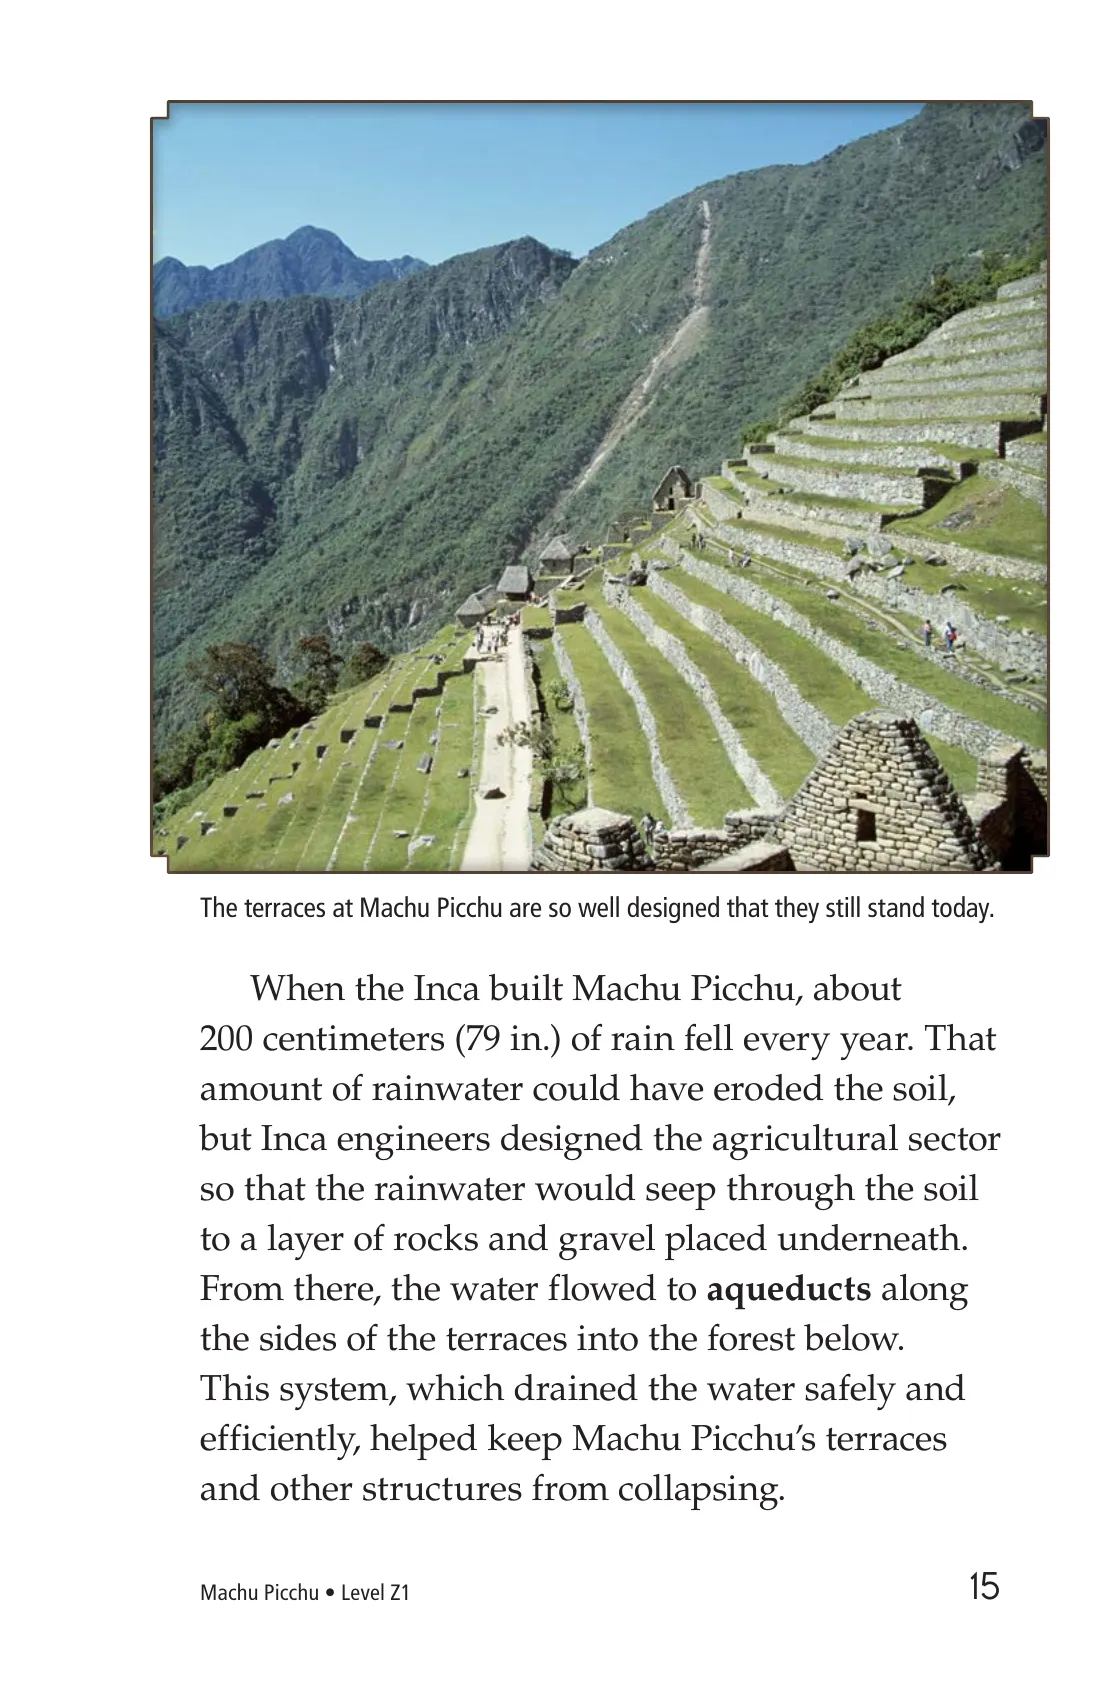 The terraces at Machu Picchu are so well designed that they still stand today.
When the Inca built Machu Picchu, about
200 centimeters (79 in.) of rain fell every year. That
amount of rainwater could have eroded the soil,
but Inca engineers designed the agricultural sector
so that the rainwater would seep through the soil
to a layer of rocks and gravel placed underneath.
From there, the water flowed to aqueducts along
the sides of the terraces into the forest below.
This system, which drained the water safely and
efficiently, helped keep Machu Picchu’s terraces
and other structures from collapsing.
Machu Picchu • Level Z1
15